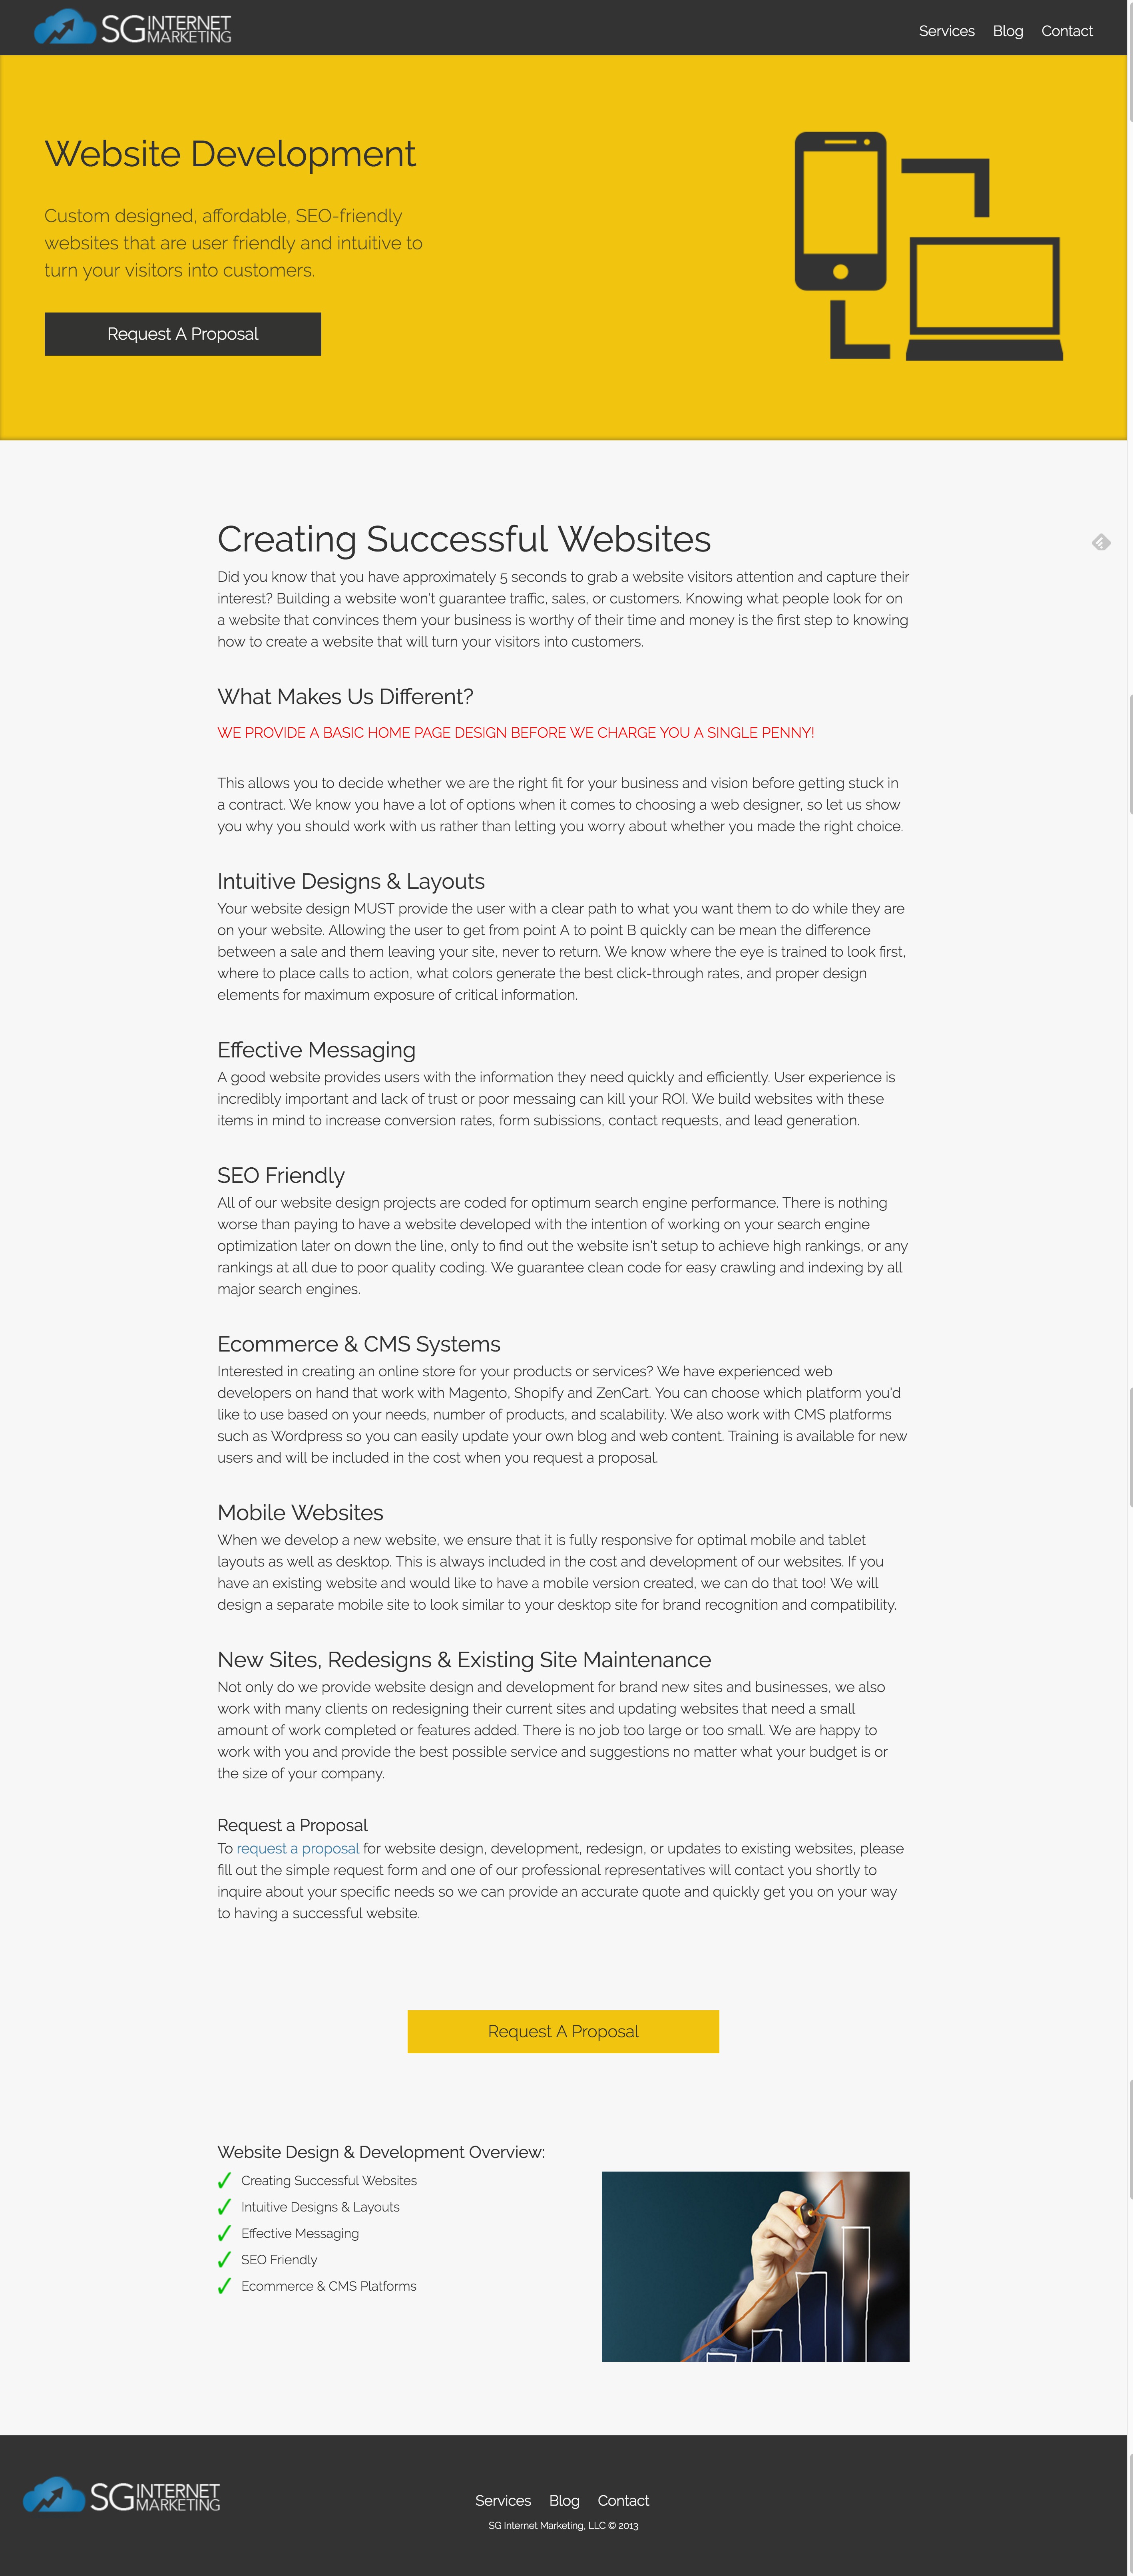 SG INTERNET MARKETING
Services Blog Contact
Website Development
Custom designed, affordable, SEO-friendly
websites that are user friendly and intuitive to
turn your visitors into customers.
Request A Proposal
Creating Successful Websites
Did you know that you have approximately 5 seconds to grab a website visitors attention and capture their
interest? Building a website won't guarantee traffic, sales, or customers. Knowing what people look for on
a website that convinces them your business is worthy of their time and money is the first step to knowing
how to create a website that will turn your visitors into customers.
What Makes Us Different?
WE PROVIDE A BASIC HOME PAGE DESIGN BEFORE WE CHARGE YOU A SINGLE PENNY!
This allows you to decide whether we are the right fit for your business and vision before getting stuck in
a contract. We know you have a lot of options when it comes to choosing a web designer, so let us show
you why you should work with us rather than letting you worry about whether you made the right choice.
Intuitive Designs & Layouts
Your website design MUST provide the user with a clear path to what you want them to do while they are
on your website. Allowing the user to get from point A to point B quickly can be mean the difference
between a sale and them leaving your site, never to return. We know where the eye is trained to look first,
where to place calls to action, what colors generate the best click-through rates, and proper design
elements for maximum exposure of critical information.
Effective Messaging
A good website provides users with the information they need quickly and efficiently. User experience is
incredibly important and lack of trust or poor messaing can kill your ROI. We build websites with these
items in mind to increase conversion rates, form subissions, contact requests, and lead generation.
SEO Friendly
All of our website design projects are coded for optimum search engine performance. There is nothing
worse than paying to have a website developed with the intention of working on your search engine
optimization later on down the line, only to find out the website isn't setup to achieve high rankings, or any
rankings at all due to poor quality coding. We guarantee clean code for easy crawling and indexing by all
major search engines.
Ecommerce & CMS Systems
Interested in creating an online store for your products or services? We have experienced web
developers on hand that work with Magento, Shopify and ZenCart. You can choose which platform you'd
like to use based on your needs, number of products, and scalability. We also work with CMS platforms
such as Wordpress so you can easily update your own blog and web content. Training is available for new
users and will be included in the cost when you request a proposal.
Mobile Websites
When we develop a new website, we ensure that it is fully responsive for optimal mobile and tablet
layouts as well as desktop. This is always included in the cost and development of our websites. If you
have an existing website and would like to have a mobile version created, we can do that too! We will
design a separate mobile site to look similar to your desktop site for brand recognition and compatibility.
New Sites, Redesigns & Existing Site Maintenance
Not only do we provide website design and development for brand new sites and businesses, we also
work with many clients on redesigning their current sites and updating websites that need a small
amount of work completed or features added. There is no job too large or too small. We are happy to
work with you and provide the best possible service and suggestions no matter what your budget is or
the size of your company.
Request a Proposal
To request a proposal for website design, development, redesign, or updates to existing websites, please
fill out the simple request form and one of our professional representatives will contact you shortly to
inquire about your specific needs so we can provide an accurate quote and quickly get you on your way
to having a successful website.
Request A Proposal
Website Design & Development Overview:
Creating Successful Websites
Intuitive Designs & Layouts
Effective Messaging
SEO Friendly
Ecommerce & CMS Platforms
SG INTERNET MARKETING
Services Blog Contact
SG Internet Marketing, LLC © 2013